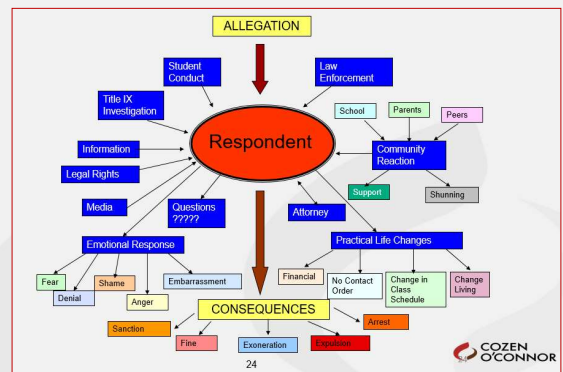 ALLEGATION
Student
Conduct
Law
Enforcement
Title IX
Investigation
School
Parents
Peers
Respondent
Information
Community
Reaction
Legal Rights
Support
Shunning
Media
Questions
?????
Attorney
Emotional Response
Practical Life Changes
Fear
Shame
Embarrassment
Denial
Anger
Financial
No Contact
Order
Change in
Class
Schedule
Change
Living
CONSEQUENCES
Sanction
Arrest
Fine
Exoneration
Expulsion
24
COZEN
O'CONNOR